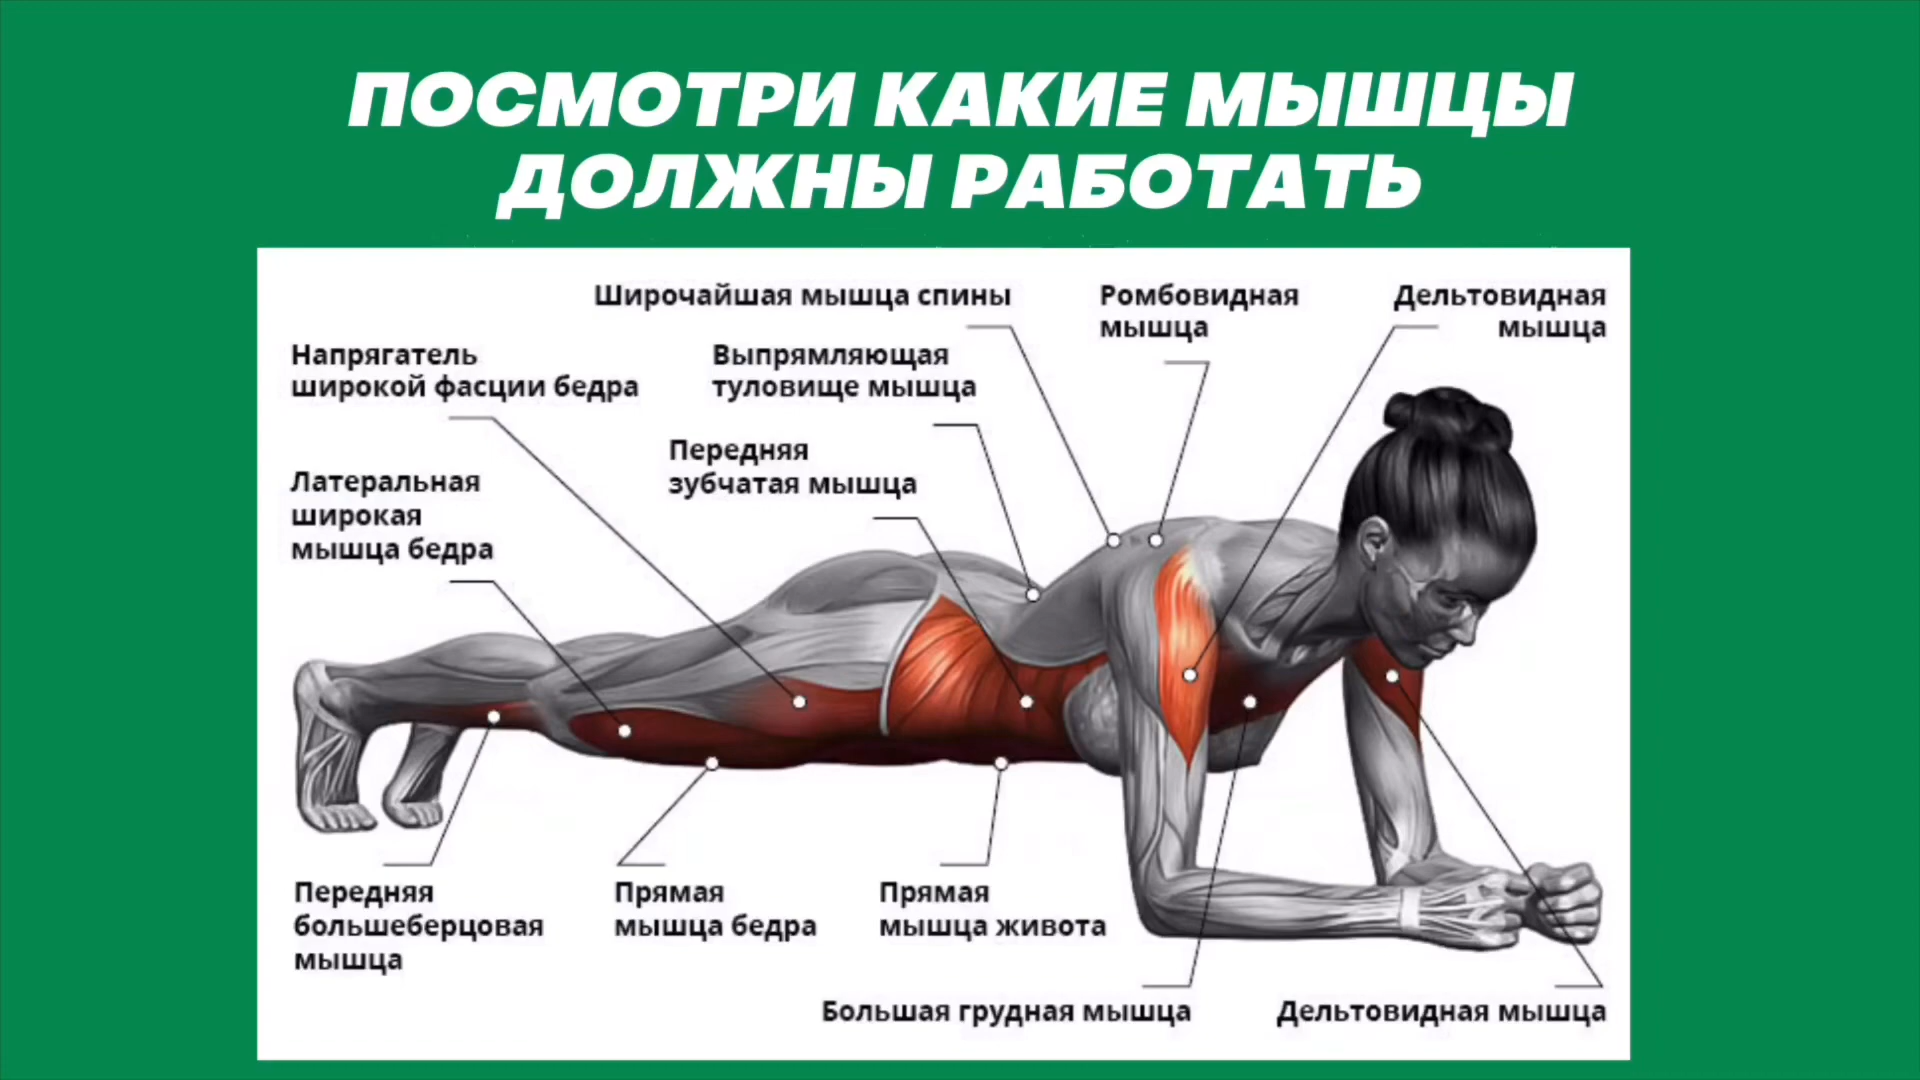 ПОСМОТРИ КАКИЕ МЫШЦЫ
ДОЛЖНЫ РАБОТАТЬ
Широчайшая мышца спины
Ромбовидная
мышца
Дельтовидная
мышца
Напрягатель
широкой фасции бедра
Выпрямляющая
туловище мышца
Передняя
зубчатая мышца
Латеральная
широкая
мышца бедра
Передняя
большеберцовая
мышца
Прямая
мышца бедра
Прямая
мышца живота
Большая грудная мышца
Дельтовидная мышца